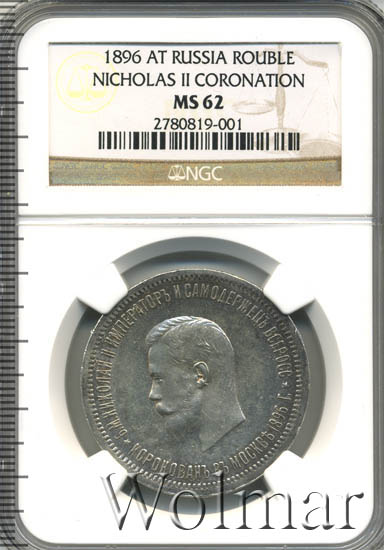 1896 AT RUSSIA ROUBLE
NICHOLAS II CORONATION
MS 62
2780819-001
NGC
Б.М.НИКОЛАЙ II ИМПЕРАТОРЪ И САМОДЕРЖЕЦЪ ВСЕРОСС.
КОРОНОВАНЪ ВЪ МОСКВѢ 1896 Г.
Wolmar